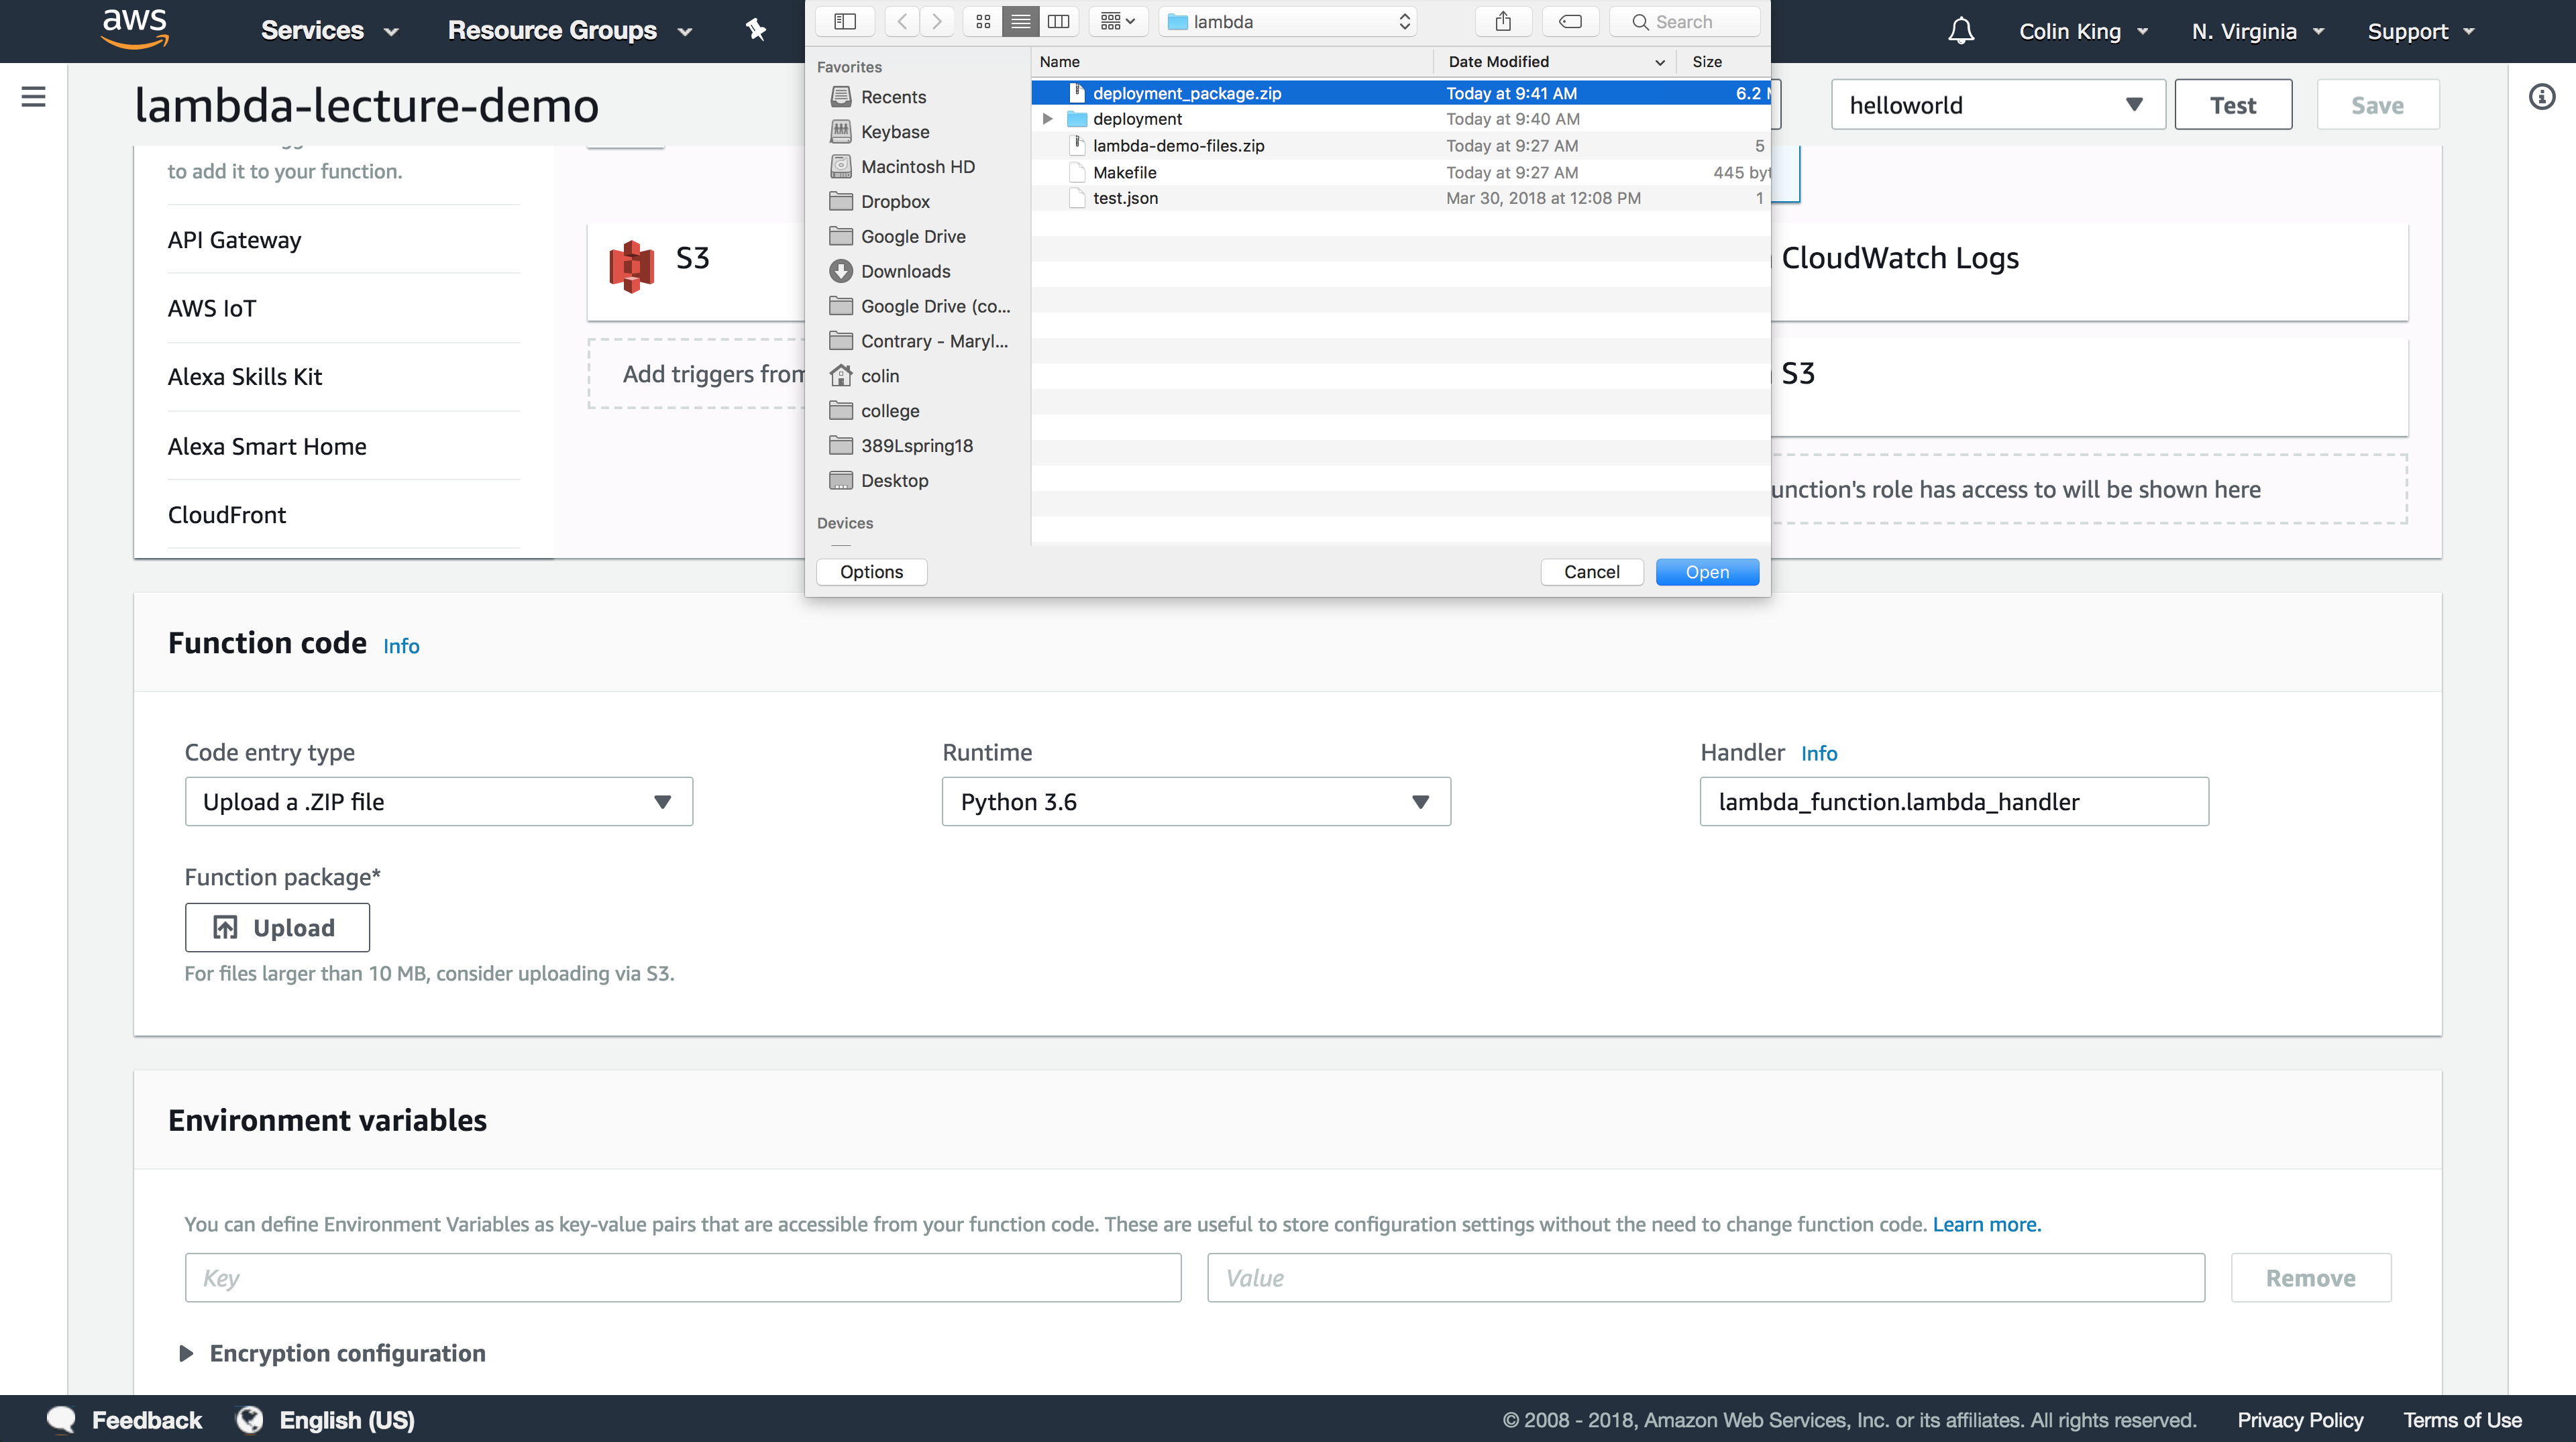 aws
Services
Resource Groups
Colin King
N. Virginia
Support
lambda
Search
Favorites
Recents
Keybase
Macintosh HD
Dropbox
Google Drive
Downloads
Google Drive (co...
Contrary - Maryl...
colin
college
389Lspring18
Desktop
Devices
Name Date Modified Size
deployment_package.zip Today at 9:41 AM 6.2
deployment Today at 9:40 AM
lambda-demo-files.zip Today at 9:27 AM 5
Makefile Today at 9:27 AM 445 byt
test.json Mar 30, 2018 at 12:08 PM 1
Options
Cancel
Open
lambda-lecture-demo
helloworld
Test
Save
to add it to your function.
API Gateway
AWS IoT
Alexa Skills Kit
Alexa Smart Home
CloudFront
S3
Add triggers from
CloudWatch Logs
S3
unction's role has access to will be shown here
Function code Info
Code entry type
Upload a .ZIP file
Runtime
Python 3.6
Handler Info
lambda_function.lambda_handler
Function package*
Upload
For files larger than 10 MB, consider uploading via S3.
Environment variables
You can define Environment Variables as key-value pairs that are accessible from your function code. These are useful to store configuration settings without the need to change function code. Learn more.
Key
Value
Remove
Encryption configuration
Feedback
English (US)
© 2008 - 2018, Amazon Web Services, Inc. or its affiliates. All rights reserved.
Privacy Policy
Terms of Use